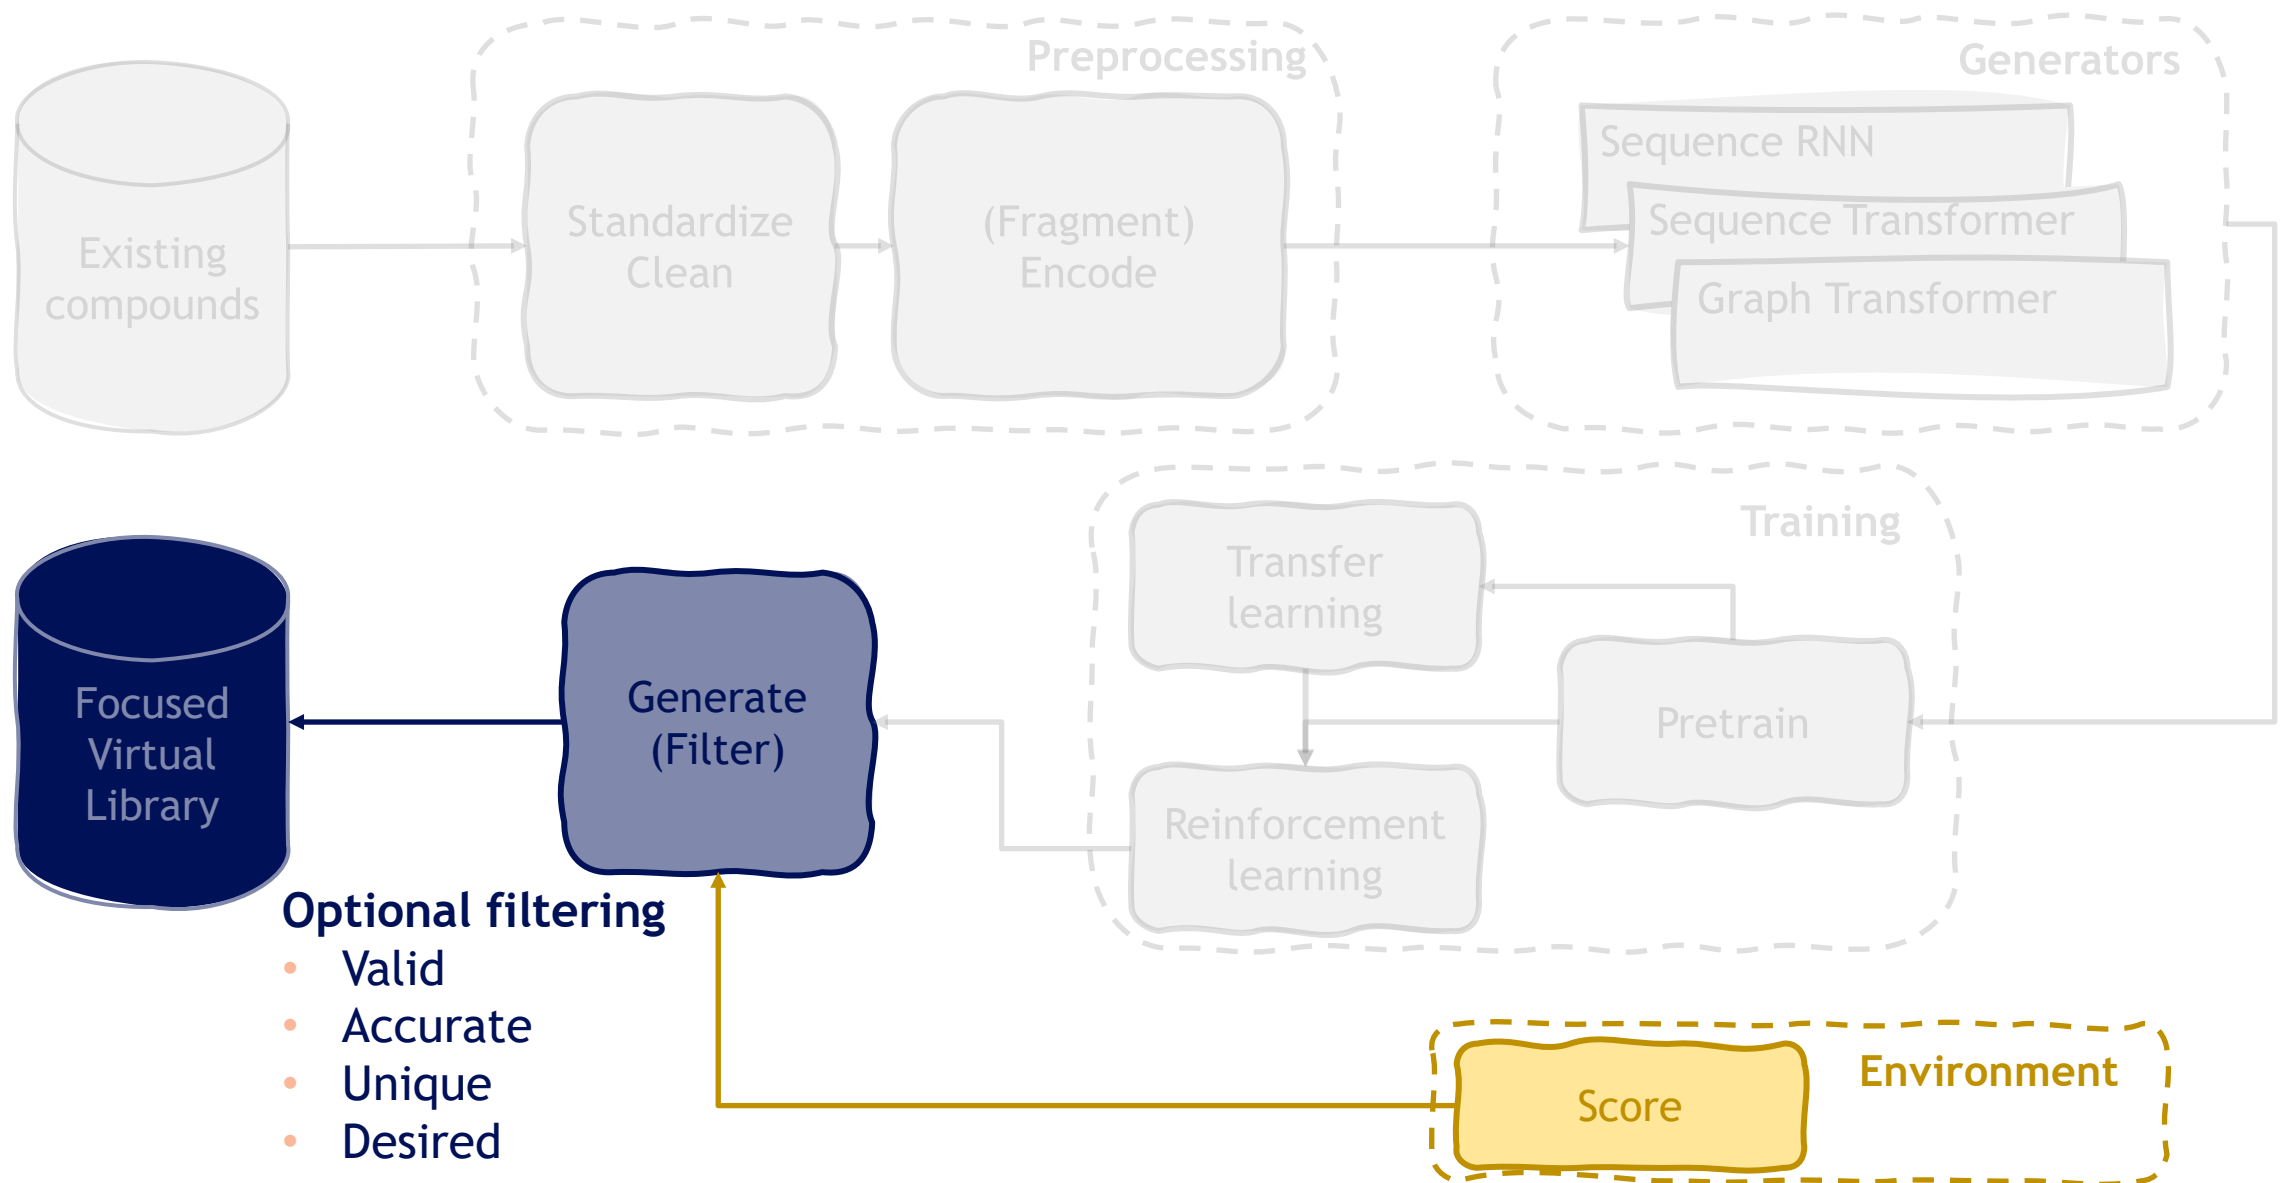 Preprocessing
Generators
Existing
compounds
Standardize
Clean
(Fragment)
Encode
Sequence RNN
Sequence Transformer
Graph Transformer
Training
Transfer
learning
Pretrain
Reinforcement
learning
Generate
(Filter)
Focused
Virtual
Library
Optional filtering
• Valid
• Accurate
• Unique
• Desired
Environment
Score